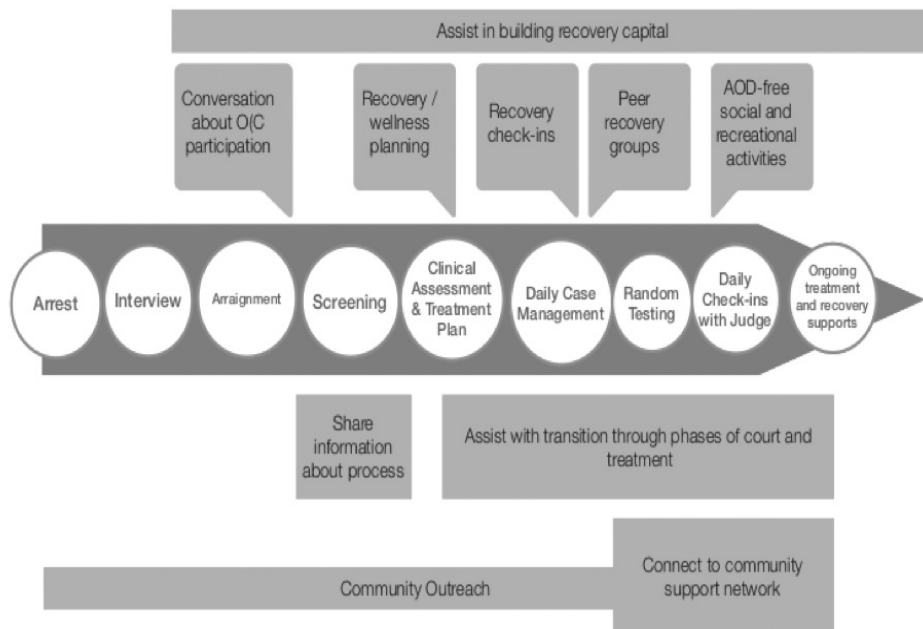 Assist in building recovery capital
Conversation
about O(C
participation
Recovery /
wellness
planning
Recovery
check-ins
Peer
recovery
groups
AOD-free
social and
recreational
activities
Arrest
Interview
Arraignment
Screening
Clinical
Assessment
& Treatment
Plan
Daily Case
Management
Random
Testing
Daily
Check-ins
with Judge
Ongoing
treatment
and recovery
supports
Share
information
about process
Assist with transition through phases of court and
treatment
Community Outreach
Connect to community
support network